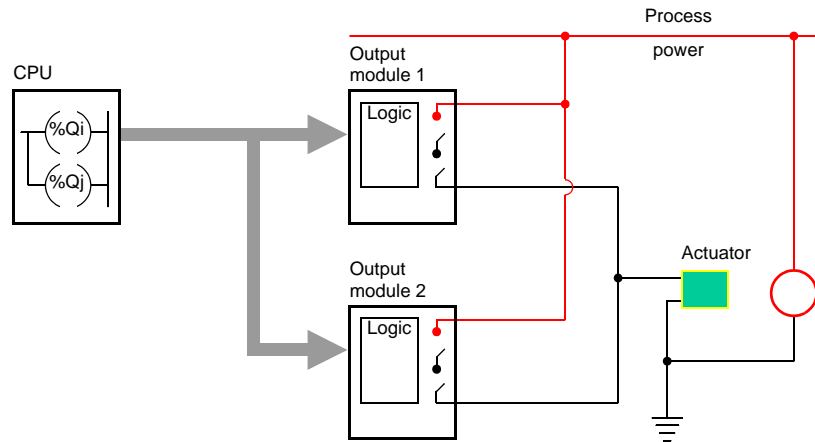 Process
power
CPU
Output
module 1
Logic
%Qi
%Qj
Actuator
Output
module 2
Logic